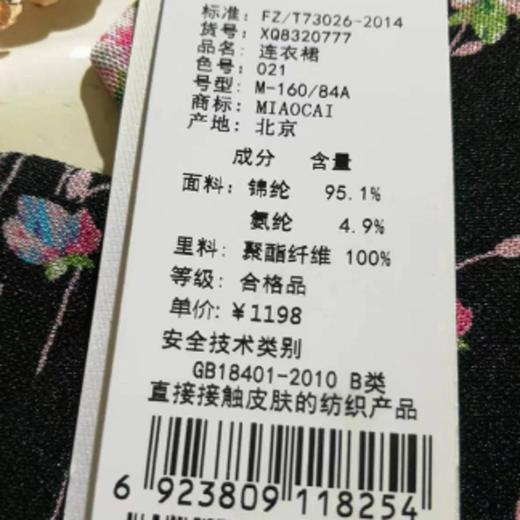 标准: FZ/T73026-2014
货号: XQ8320777
品名: 连衣裙
色号: 021
号型: M-160/84A
商标: MIAOCAI
产地: 北京
成分 含量
面料: 锦纶 95.1%
氨纶 4.9%
里料: 聚酯纤维 100%
等级: 合格品
单价: ¥1198
安全技术类别
GB18401-2010 B类
直接接触皮肤的纺织产品
6 923809 118254